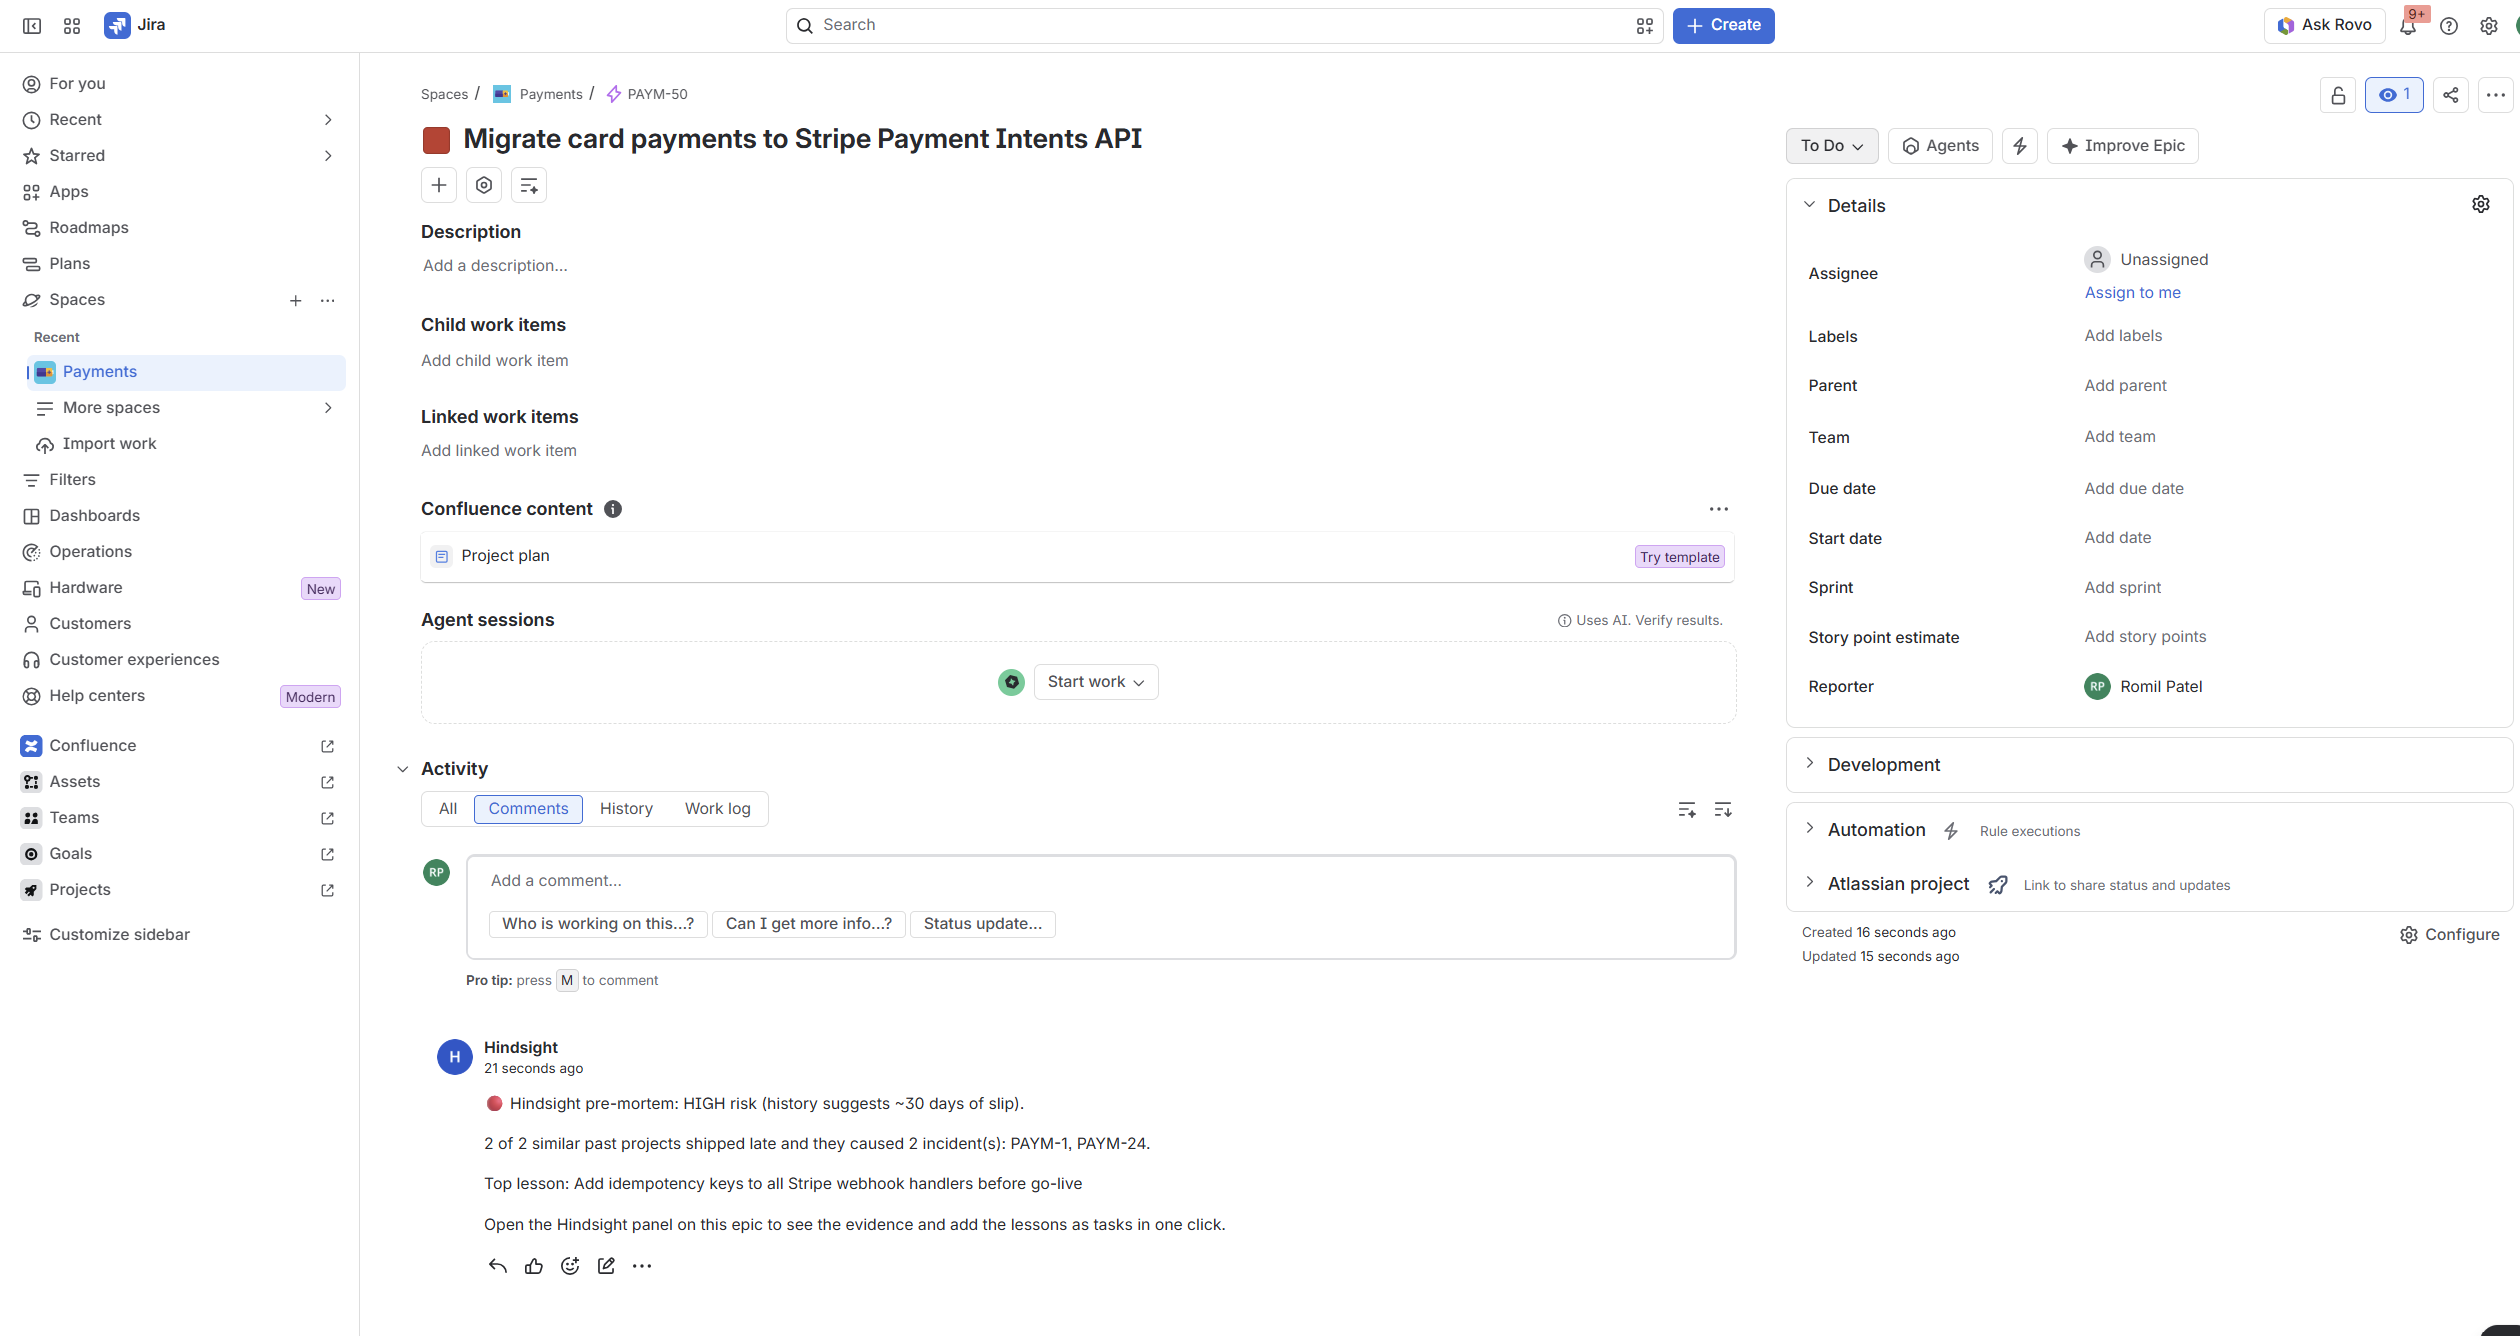 Jira
Search
Create
Ask Rovo
9+
For you
Recent
Starred
Apps
Roadmaps
Plans
Spaces
Recent
Payments
More spaces
Import work
Filters
Dashboards
Operations
Hardware New
Customers
Customer experiences
Help centers Modern
Confluence
Assets
Teams
Goals
Projects
Customize sidebar
Spaces / Payments / PAYM-50
Migrate card payments to Stripe Payment Intents API
Description
Add a description...
Child work items
Add child work item
Linked work items
Add linked work item
Confluence content
Project plan Try template
Agent sessions Uses AI. Verify results.
Start work
Activity
All Comments History Work log
RP
Add a comment...
Who is working on this...? Can I get more info...? Status update...
Pro tip: press M to comment
H
Hindsight
21 seconds ago
Hindsight pre-mortem: HIGH risk (history suggests ~30 days of slip).
2 of 2 similar past projects shipped late and they caused 2 incident(s): PAYM-1, PAYM-24.
Top lesson: Add idempotency keys to all Stripe webhook handlers before go-live
Open the Hindsight panel on this epic to see the evidence and add the lessons as tasks in one click.
1
To Do Agents Improve Epic
Details
Assignee Unassigned
Assign to me
Labels Add labels
Parent Add parent
Team Add team
Due date Add due date
Start date Add date
Sprint Add sprint
Story point estimate Add story points
Reporter RP Romil Patel
Development
Automation Rule executions
Atlassian project Link to share status and updates
Created 16 seconds ago
Updated 15 seconds ago
Configure